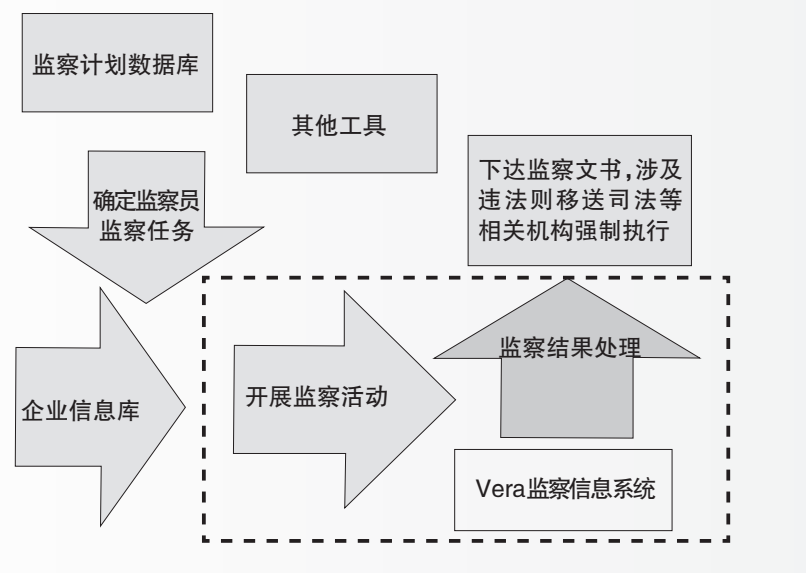 监察计划数据库
其他工具
下达监察文书,涉及
违法则移送司法等
相关机构强制执行
确定监察员
监察任务
监察结果处理
企业信息库
开展监察活动
Vera监察信息系统